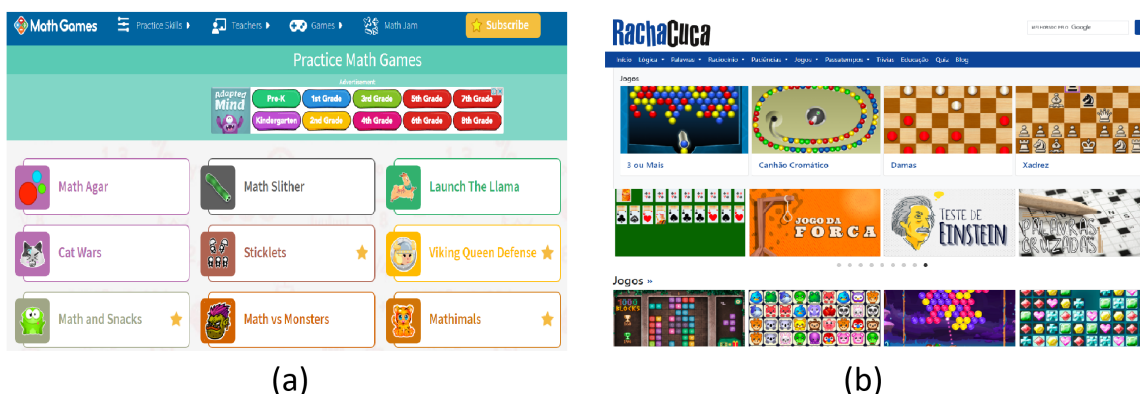 Math Games
Practice Skills
Teachers
Games
Math Jam
Subscribe
Practice Math Games
Advertisement
Adapted Mind
Pre-K
1st Grade
3rd Grade
5th Grade
7th Grade
Kindergarten
2nd Grade
4th Grade
6th Grade
8th Grade
Math Agar
Math Slither
Launch The Llama
Cat Wars
Sticklets
Viking Queen Defense
Math and Snacks
Math vs Monsters
Mathimals
(a)
RachaCuca
Google
Início Lógica Palavras Raciocínio Paciências Jogos Passatempos Trivias Educação Quiz Blog
Jogos
3 ou Mais
Canhão Cromático
Damas
Xadrez
JOGO DA
FORCA
TESTE DE
EINSTEIN
PALAVRAS
CRUZADAS
Jogos »
1000
BLOCKS
(b)